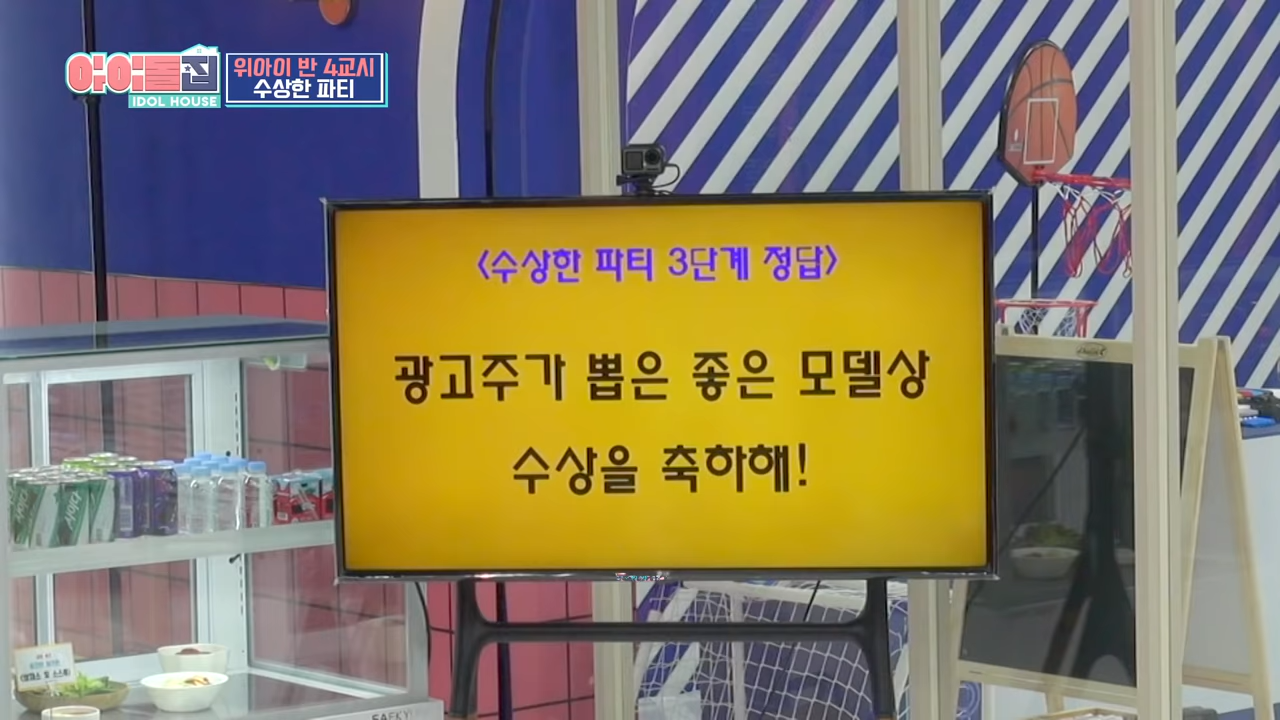 아이돌집
IDOL HOUSE
위아이 반 4교시
수상한 파티
<수상한 파티 3단계 정답>
광고주가 뽑은 좋은 모델상
수상을 축하해!